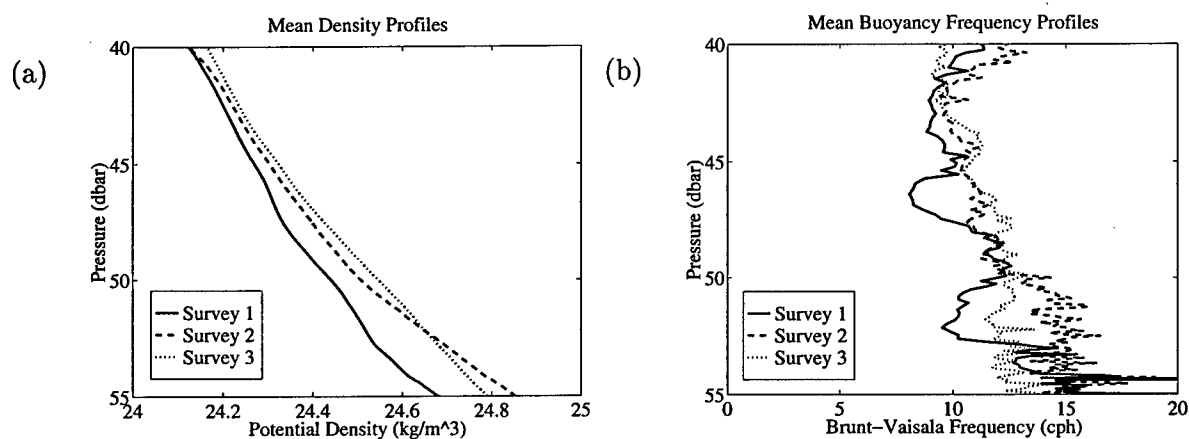 (a)
Mean Density Profiles
40
45
50
55
Pressure (dbar)
Survey 1
Survey 2
Survey 3
24
24.2
24.4
24.6
24.8
25
Potential Density (kg/m^3)
(b)
Mean Buoyancy Frequency Profiles
40
45
50
55
Pressure (dbar)
Survey 1
Survey 2
Survey 3
0
5
10
15
20
Brunt-Vaisala Frequency (cph)